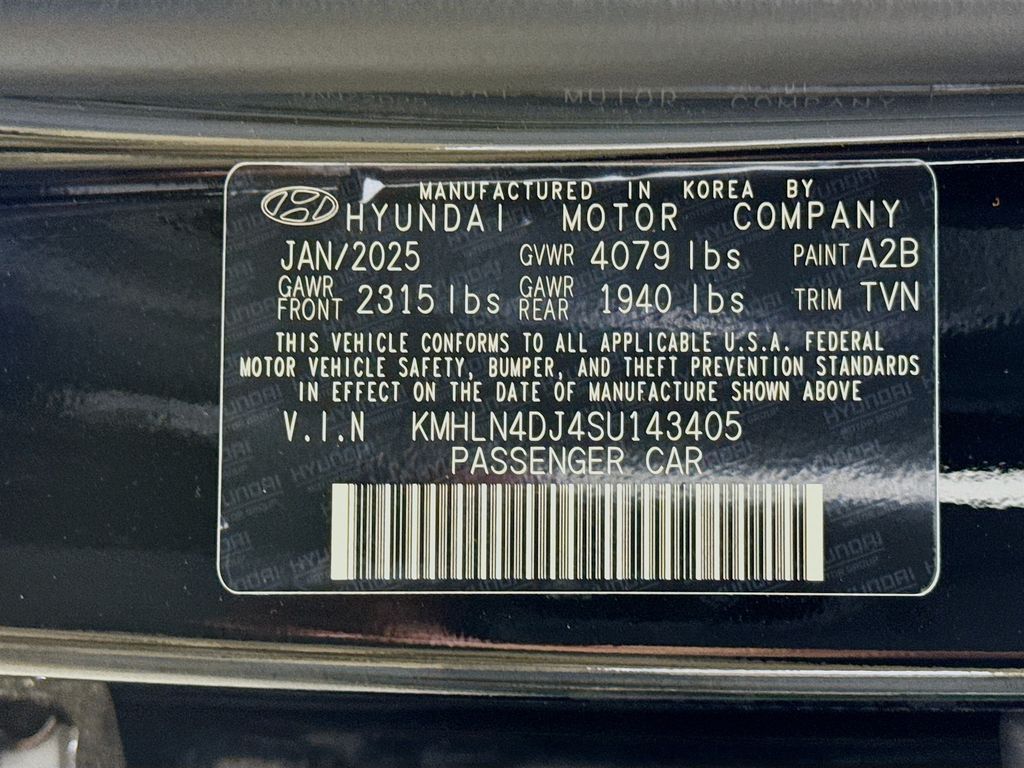 MANUFACTURED IN KOREA BY
HYUNDAI MOTOR COMPANY
JAN/2025 GVWR 4079 lbs PAINT A2B
GAWR FRONT 2315 lbs GAWR REAR 1940 lbs TRIM TVN
THIS VEHICLE CONFORMS TO ALL APPLICABLE U.S.A. FEDERAL
MOTOR VEHICLE SAFETY, BUMPER, AND THEFT PREVENTION STANDARDS
IN EFFECT ON THE DATE OF MANUFACTURE SHOWN ABOVE
V.I.N KMHLN4DJ4SU143405
PASSENGER CAR